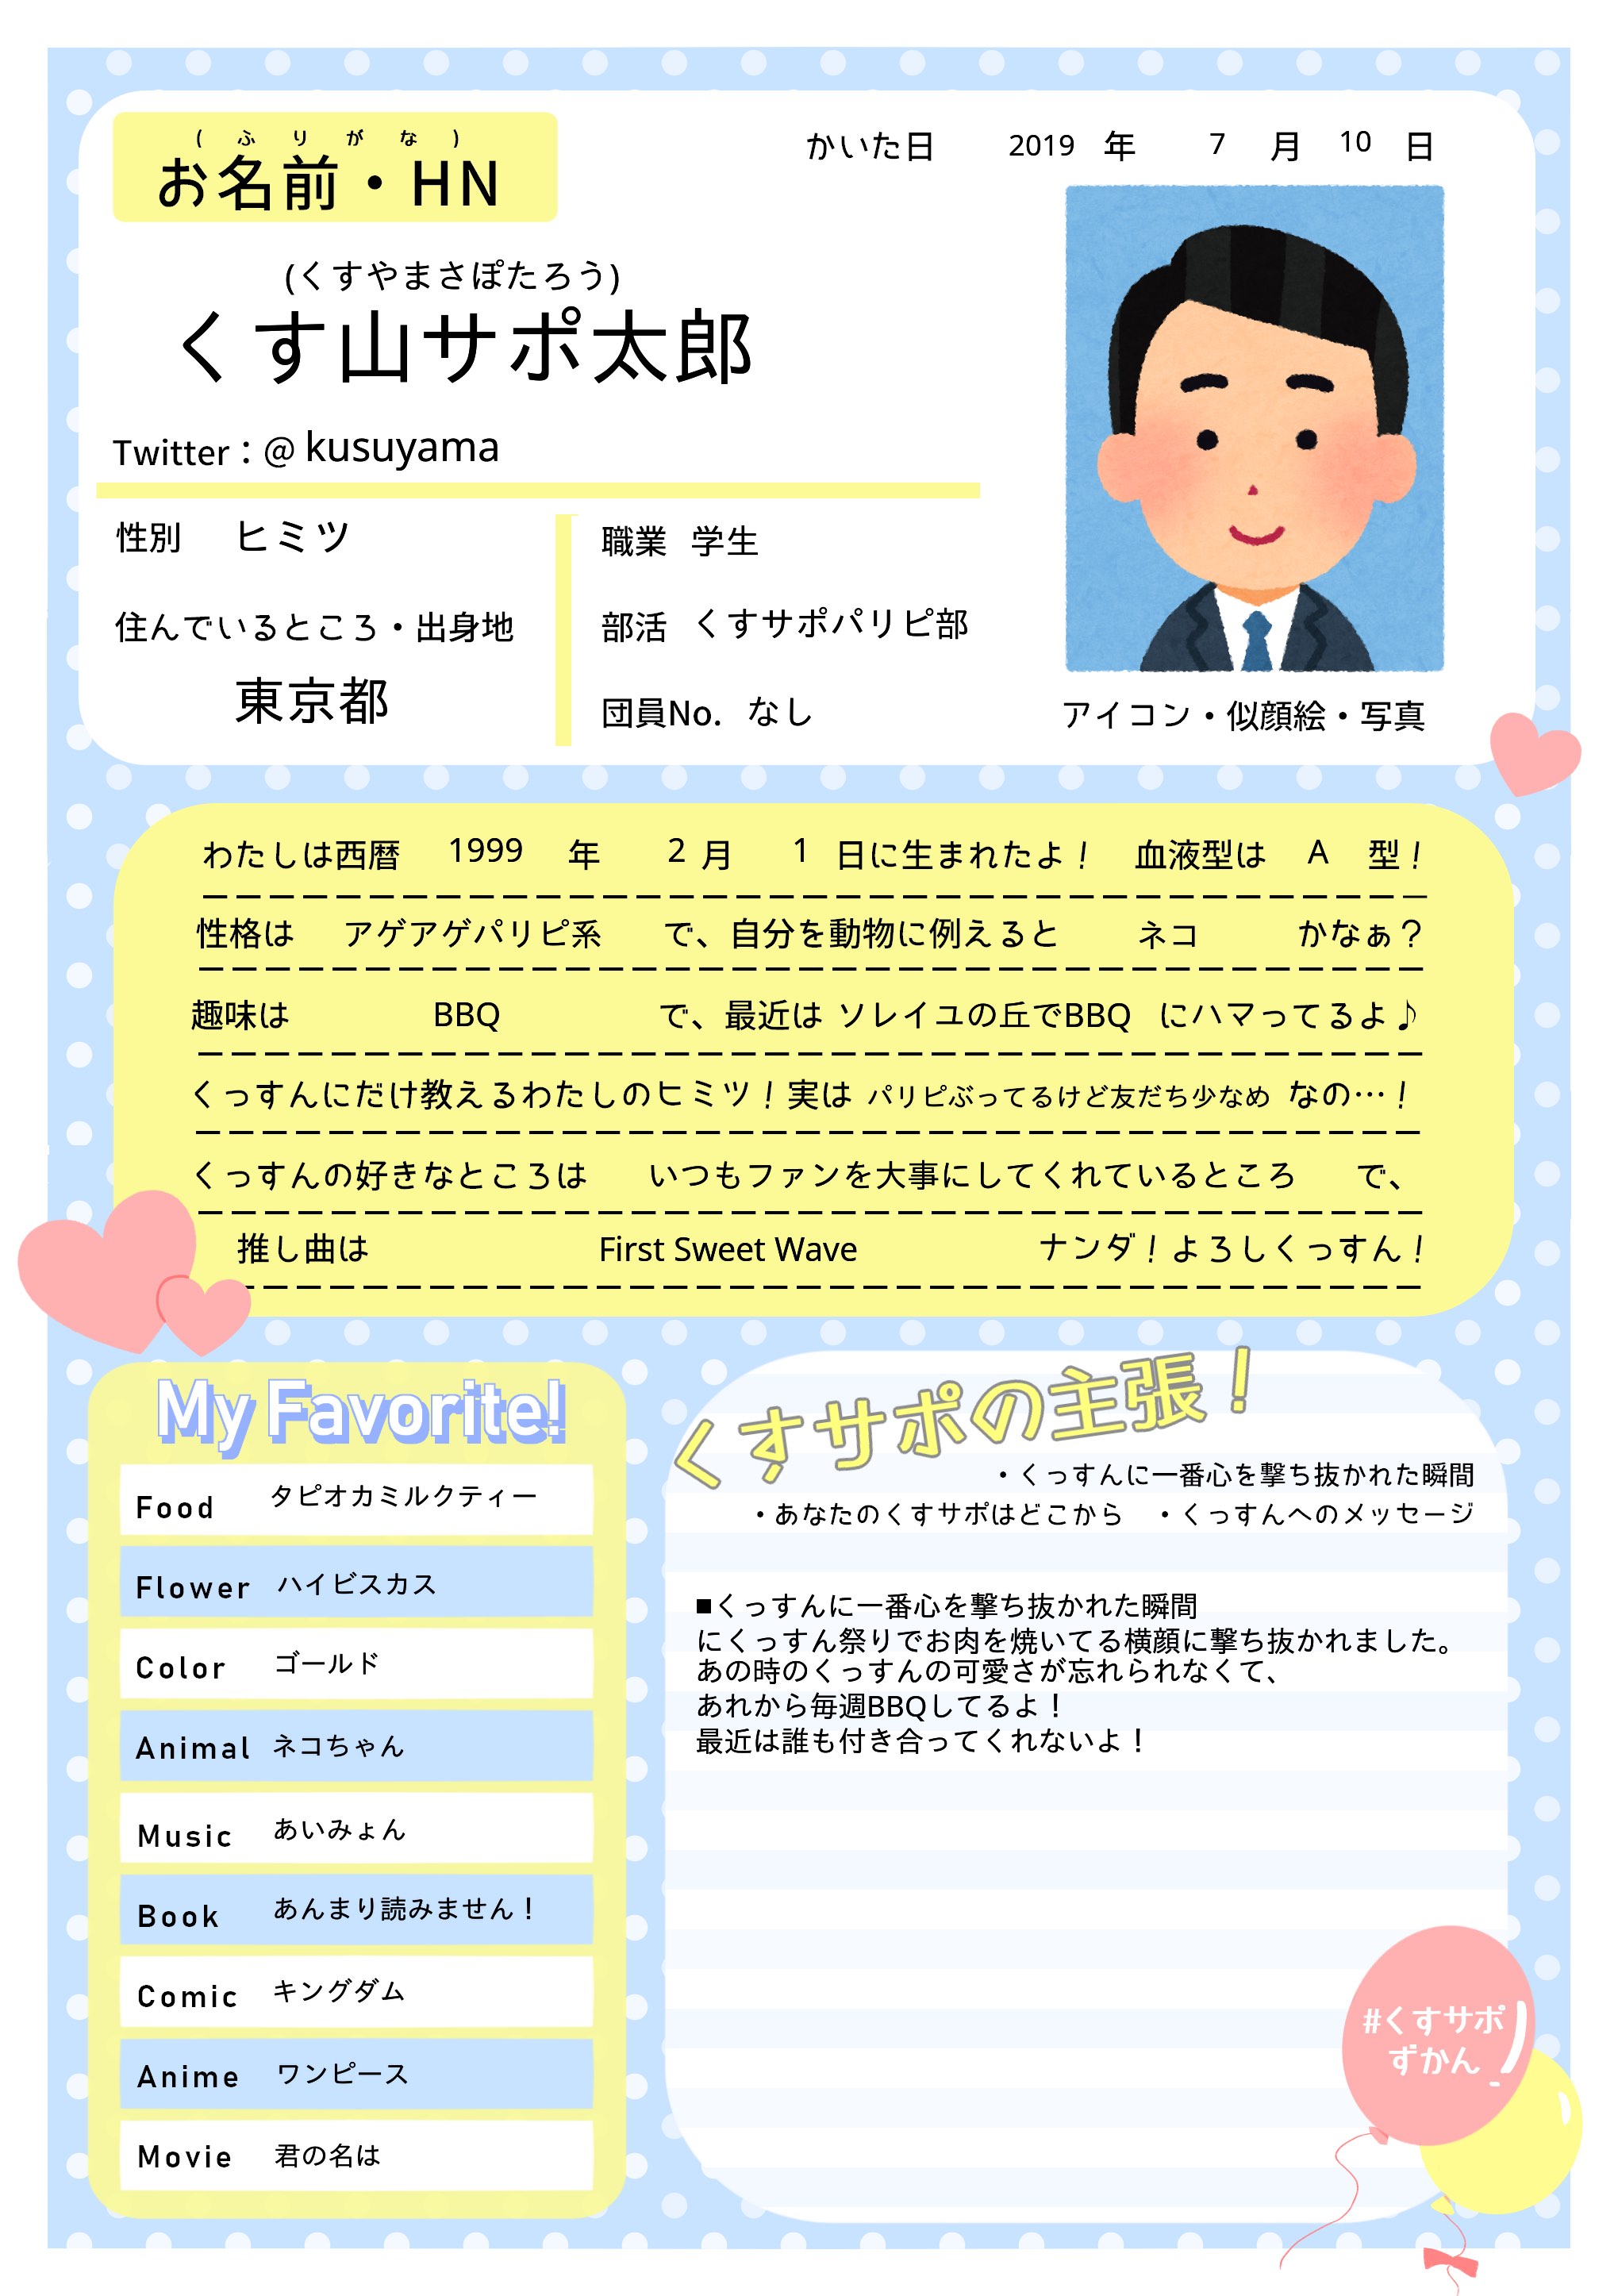 (ふりがな)
お名前・HN
かいた日 2019 年 7 月 10 日
(くすやまさぽたろう)
くす山サポ太郎
Twitter：@ kusuyama
性別 ヒミツ
住んでいるところ・出身地
東京都
職業 学生
部活 くすサポパリピ部
団員No. なし
アイコン・似顔絵・写真
わたしは西暦 1999 年 2 月 1 日に生まれたよ！ 血液型は A 型！
性格は アゲアゲパリピ系 で、自分を動物に例えると ネコ かなぁ？
趣味は BBQ で、最近は ソレイユの丘でBBQ にハマってるよ♪
くっすんにだけ教えるわたしのヒミツ！実は パリピぶってるけど友だち少なめ なの…！
くっすんの好きなところは いつもファンを大事にしてくれているところ で、
推し曲は First Sweet Wave ナンダ！よろしくっすん！
My Favorite!
Food タピオカミルクティー
Flower ハイビスカス
Color ゴールド
Animal ネコちゃん
Music あいみょん
Book あんまり読みません！
Comic キングダム
Anime ワンピース
Movie 君の名は
くすサポの主張！
・くっすんに一番心を撃ち抜かれた瞬間
・あなたのくすサポはどこから ・くっすんへのメッセージ
■くっすんに一番心を撃ち抜かれた瞬間
にくっすん祭りでお肉を焼いてる横顔に撃ち抜かれました。
あの時のくっすんの可愛さが忘れられなくて、
あれから毎週BBQしてるよ！
最近は誰も付き合ってくれないよ！
#くすサポ
ずかん